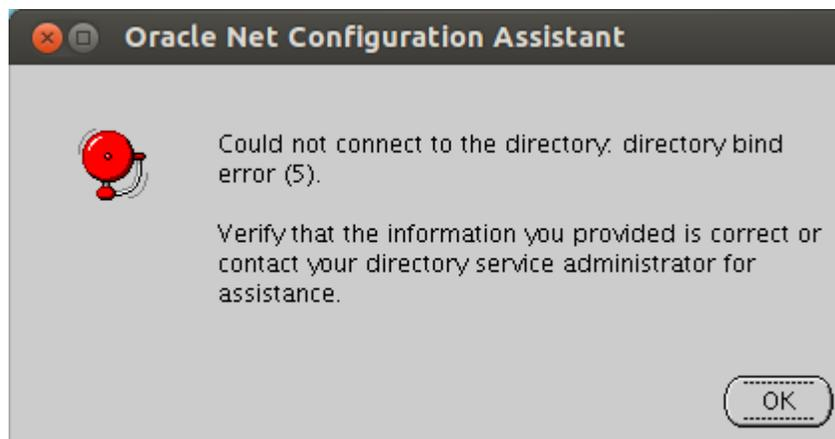 Oracle Net Configuration Assistant
Could not connect to the directory: directory bind
error (5).
Verify that the information you provided is correct or
contact your directory service administrator for
assistance.
OK